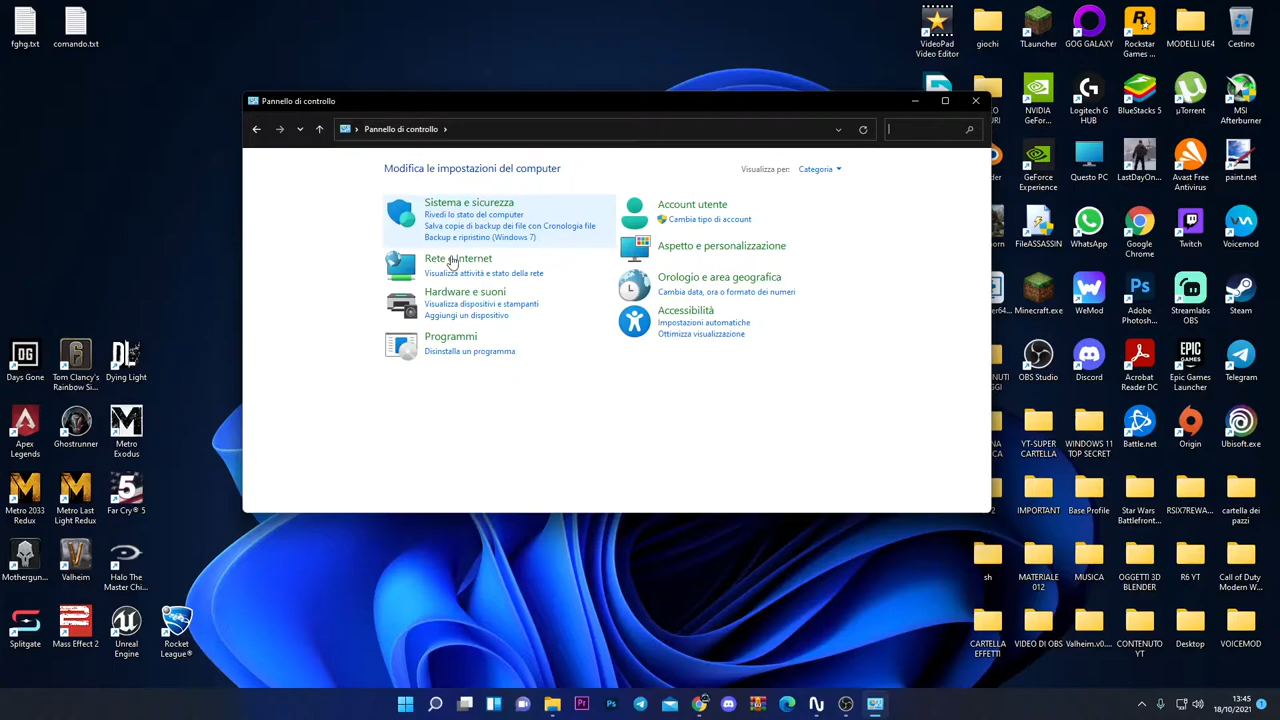 fghg.txt
comando.txt
VideoPad
Video Editor
giochi
TLauncher
GOG GALAXY
Rockstar
Games ...
MODELLI UE4
Cestino
Pannello di controllo
Pannello di controllo
Modifica le impostazioni del computer
Visualizza per:
Categoria
Sistema e sicurezza
Rivedi lo stato del computer
Salva copie di backup dei file con Cronologia file
Backup e ripristino (Windows 7)
Visualizza attività e stato della rete
Hardware e suoni
Visualizza dispositivi e stampanti
Aggiungi un dispositivo
Programmi
Disinstalla un programma
Account utente
Cambia tipo di account
Aspetto e personalizzazione
Orologio e area geografica
Cambia data, ora o formato dei numeri
Accessibilità
Impostazioni automatiche
Ottimizza visualizzazione
NVIDIA
GeFor...
Logitech G
HUB
BlueStacks 5
µTorrent
MSI
Afterburner
GeForce
Experience
Questo PC
LastDayOn...
Avast Free
Antivirus
paint.net
FileASSASSIN
WhatsApp
Google
Chrome
Twitch
Voicemod
Minecraft.exe
WeMod
Adobe
Photosh...
Streamlabs
OBS
Steam
OBS Studio
Discord
Acrobat
Reader DC
Epic Games
Launcher
Telegram
YT-SUPER
CARTELLA
WINDOWS 11
TOP SECRET
Battle.net
Origin
Ubisoft.exe
IMPORTANT
Base Profile
Star Wars
Battlefront...
RSIX7REWA...
cartella dei
pazzi
sh
MATERIALE
012
MUSICA
OGGETTI 3D
BLENDER
R6 YT
Call of Duty
Modern W...
CARTELLA
EFFETTI
VIDEO DI OBS
Valheim.v0....
CONTENUTO
YT
Desktop
VOICEMOD
Days Gone
Tom Clancy's
Rainbow Si...
Dying Light
Apex
Legends
Ghostrunner
Metro
Exodus
Metro 2033
Redux
Metro Last
Light Redux
Far Cry® 5
Mothergun...
Valheim
Halo The
Master Chi...
Splitgate
Mass Effect 2
Unreal
Engine
Rocket
League®
13:45
18/10/2021